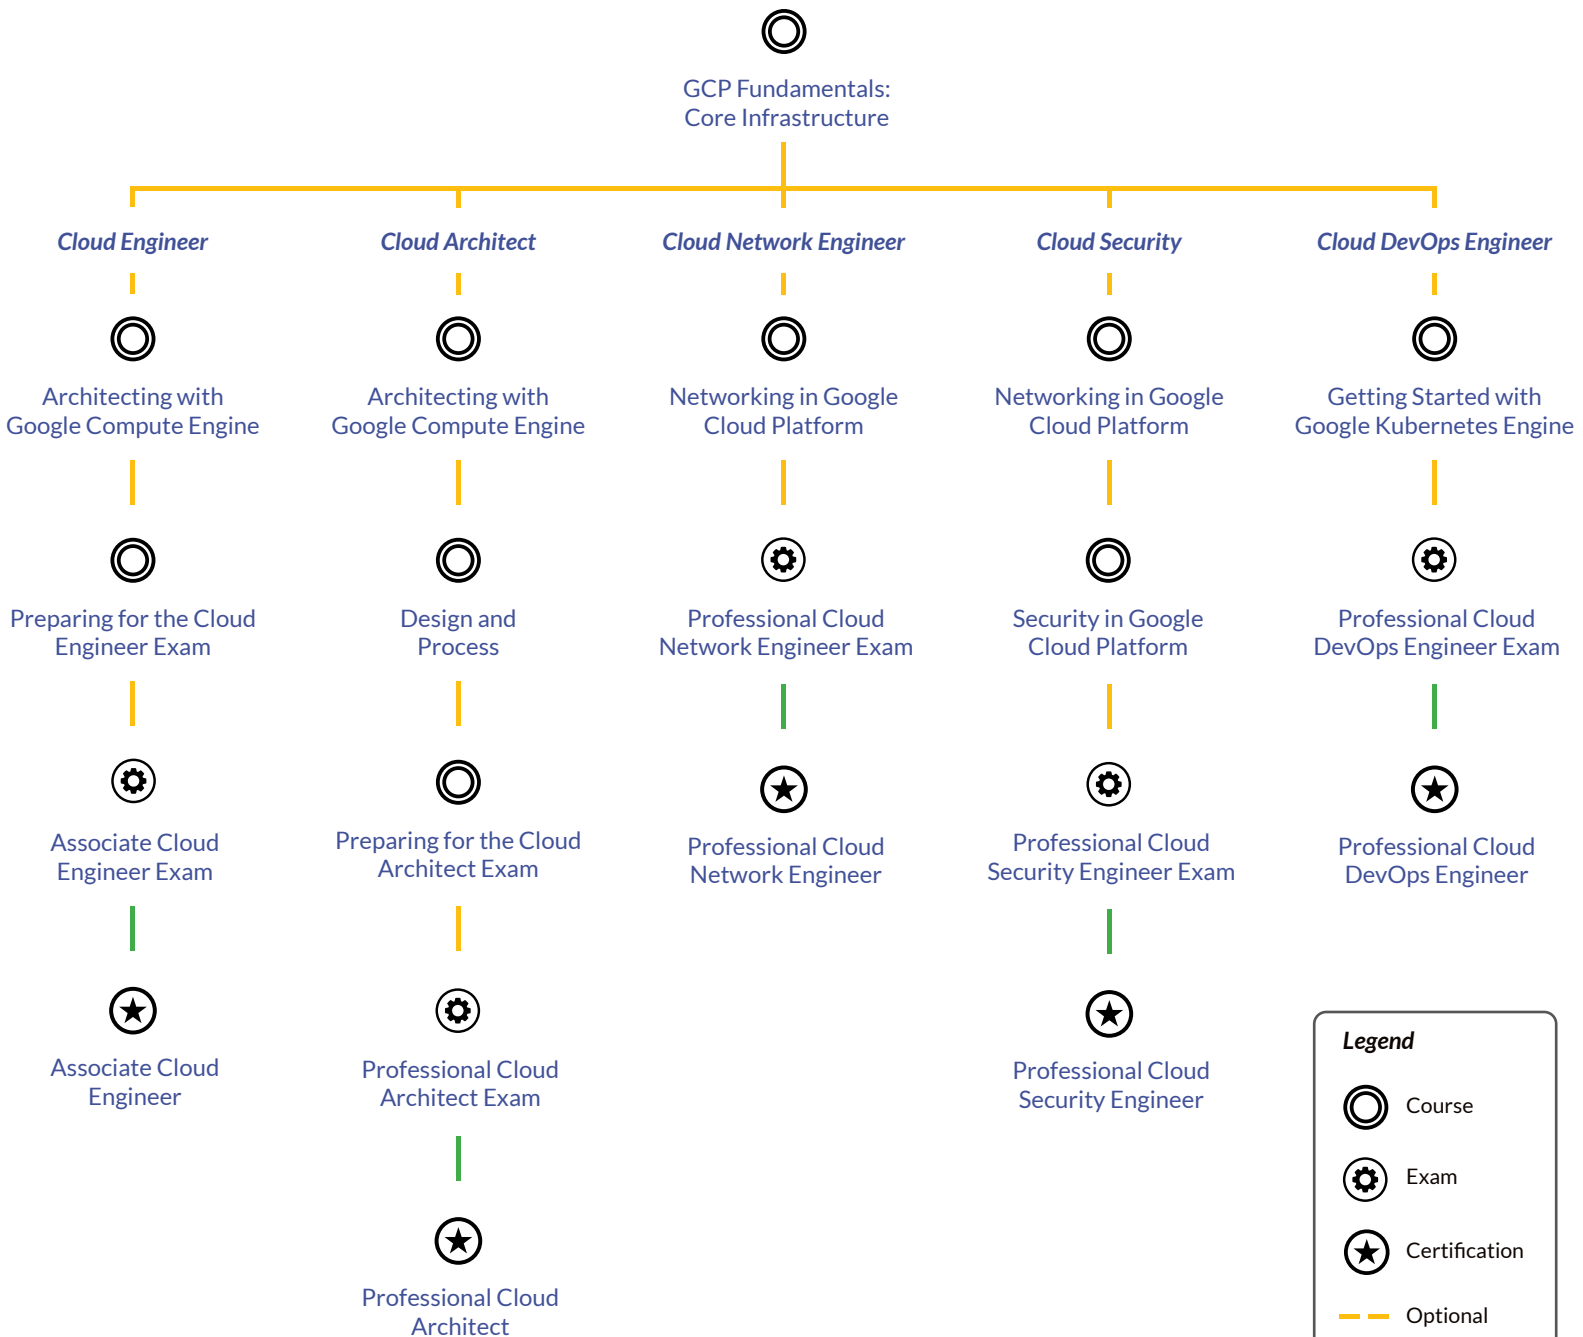 GCP Fundamentals:
Core Infrastructure
Cloud Engineer
Cloud Architect
Cloud Network Engineer
Cloud Security
Cloud DevOps Engineer
Architecting with
Google Compute Engine
Architecting with
Google Compute Engine
Networking in Google
Cloud Platform
Networking in Google
Cloud Platform
Getting Started with
Google Kubernetes Engine
Preparing for the Cloud
Engineer Exam
Design and
Process
Professional Cloud
Network Engineer Exam
Security in Google
Cloud Platform
Professional Cloud
DevOps Engineer Exam
Associate Cloud
Engineer Exam
Preparing for the Cloud
Architect Exam
Professional Cloud
Network Engineer
Professional Cloud
Security Engineer Exam
Professional Cloud
DevOps Engineer
Associate Cloud
Engineer
Professional Cloud
Architect Exam
Professional Cloud
Security Engineer
Professional Cloud
Architect
Legend
Course
Exam
Certification
Optional